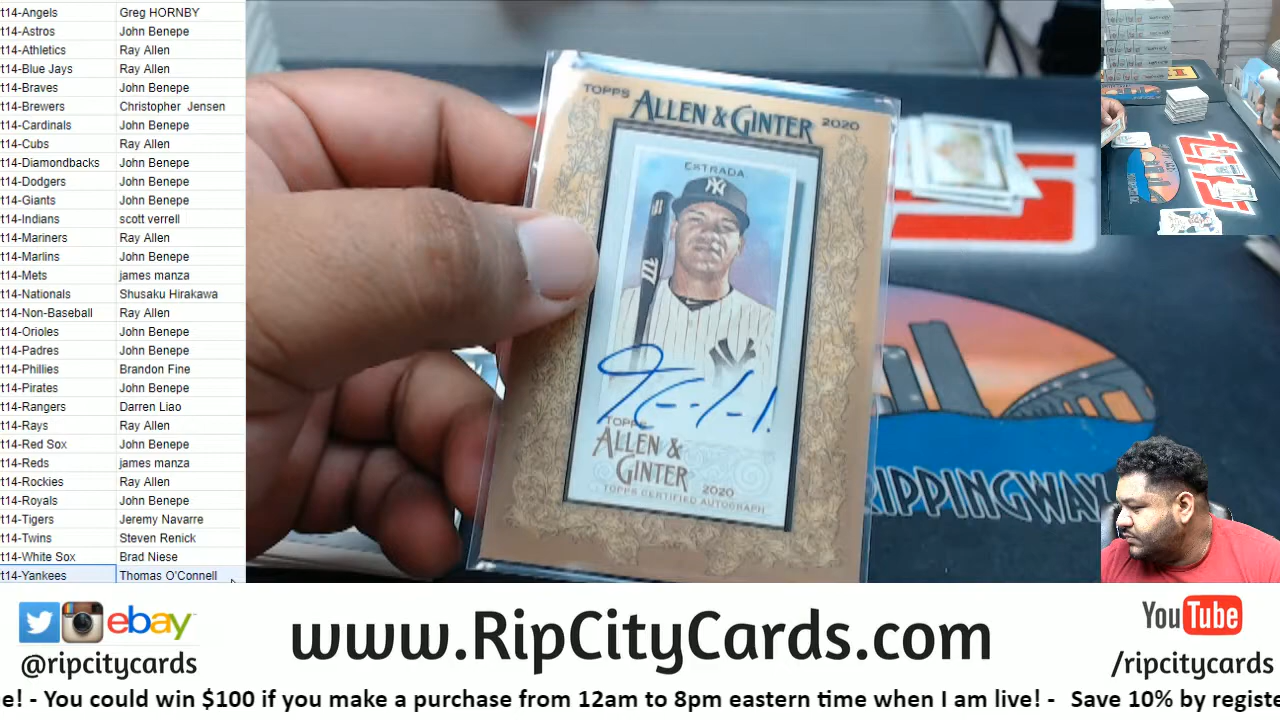 t14-Angels Greg HORNBY
t14-Astros John Benepe
t14-Athletics Ray Allen
t14-Blue Jays Ray Allen
t14-Braves John Benepe
t14-Brewers Christopher Jensen
t14-Cardinals John Benepe
t14-Cubs Ray Allen
t14-Diamondbacks John Benepe
t14-Dodgers John Benepe
t14-Giants John Benepe
t14-Indians scott verrell
t14-Mariners Ray Allen
t14-Marlins John Benepe
t14-Mets james manza
t14-Nationals Shusaku Hirakawa
t14-Non-Baseball Ray Allen
t14-Orioles John Benepe
t14-Padres John Benepe
t14-Phillies Brandon Fine
t14-Pirates John Benepe
t14-Rangers Darren Liao
t14-Rays Ray Allen
t14-Red Sox John Benepe
t14-Reds james manza
t14-Rockies Ray Allen
t14-Royals John Benepe
t14-Tigers Jeremy Navarre
t14-Twins Steven Renick
t14-White Sox Brad Niese
t14-Yankees Thomas O'Connell
TOPPS ALLEN & GINTER 2020
ESTRADA
NY
TOPPS
ALLEN &
GINTER 2020
TOPPS CERTIFIED AUTOGRAPH
RIPPINGWAY
ebay
@ripcitycards
www.RipCityCards.com
YouTube
/ripcitycards
e! - You could win $100 if you make a purchase from 12am to 8pm eastern time when I am live! - Save 10% by registe